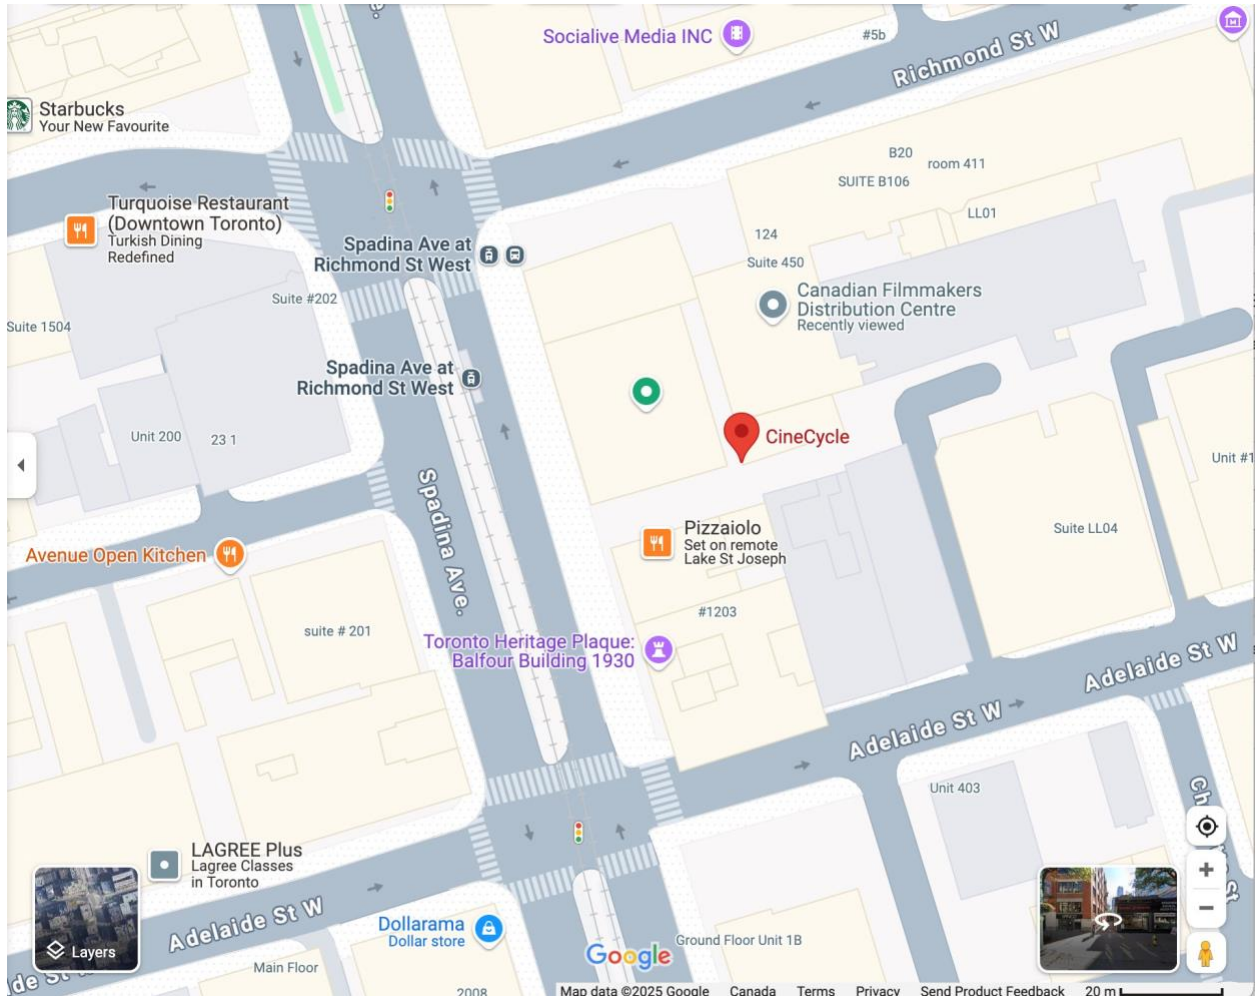 Socialive Media INC
#5b
Richmond St W
Starbucks
Your New Favourite
B20
room 411
SUITE B106
Turquoise Restaurant
(Downtown Toronto)
Turkish Dining
Redefined
LL01
124
Spadina Ave at
Richmond St West
Suite 450
Suite #202
Canadian Filmmakers
Distribution Centre
Recently viewed
Suite 1504
Spadina Ave at
Richmond St West
Unit 200
23 1
CineCycle
Unit #1
Spadina Ave.
Pizzaiolo
Set on remote
Lake St Joseph
Suite LL04
Avenue Open Kitchen
#1203
suite # 201
Toronto Heritage Plaque:
Balfour Building 1930
Adelaide St W
Adelaide St W
Unit 403
LAGREE Plus
Lagree Classes
in Toronto
Adelaide St W
Dollarama
Dollar store
Layers
Ground Floor Unit 1B
Google
Main Floor
de St W
2008
Map data ©2025 Google Canada Terms Privacy Send Product Feedback 20 m